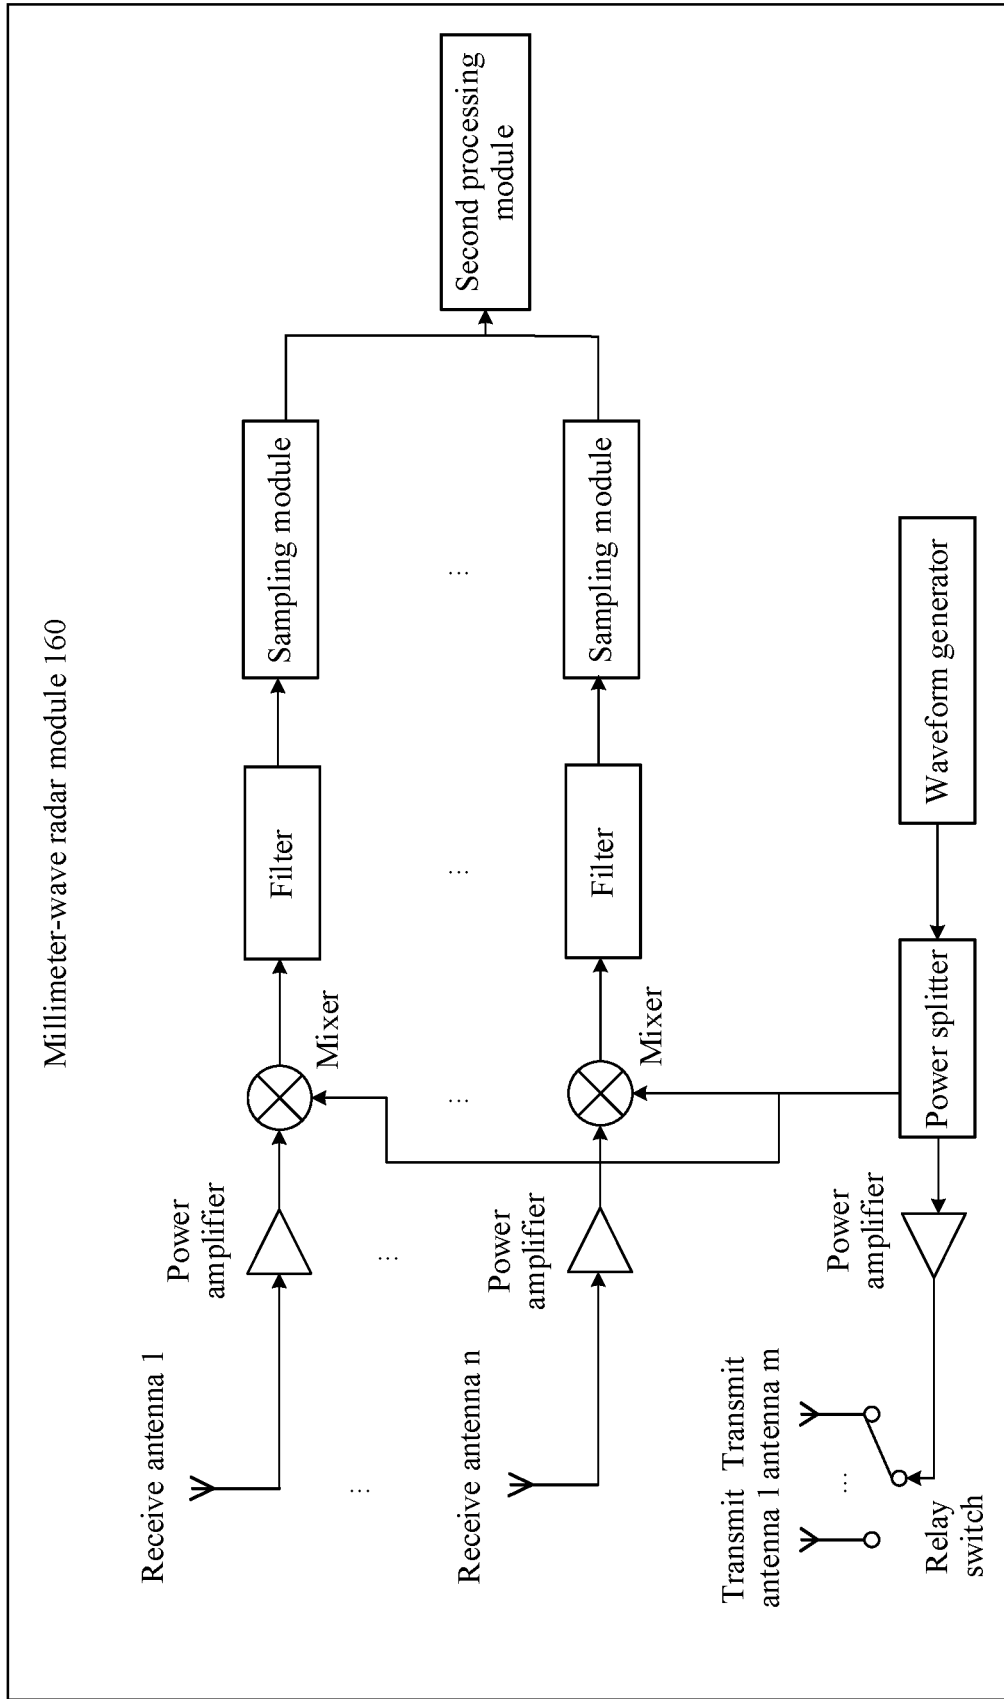 Millimeter-wave radar module 160
Receive antenna 1
Power
amplifier
Mixer
Filter
Sampling module
...
...
...
...
...
Second processing
module
Receive antenna n
Power
amplifier
Mixer
Filter
Sampling module
Transmit
antenna 1
Transmit
antenna m
...
Relay
switch
Power
amplifier
Power splitter
Waveform generator